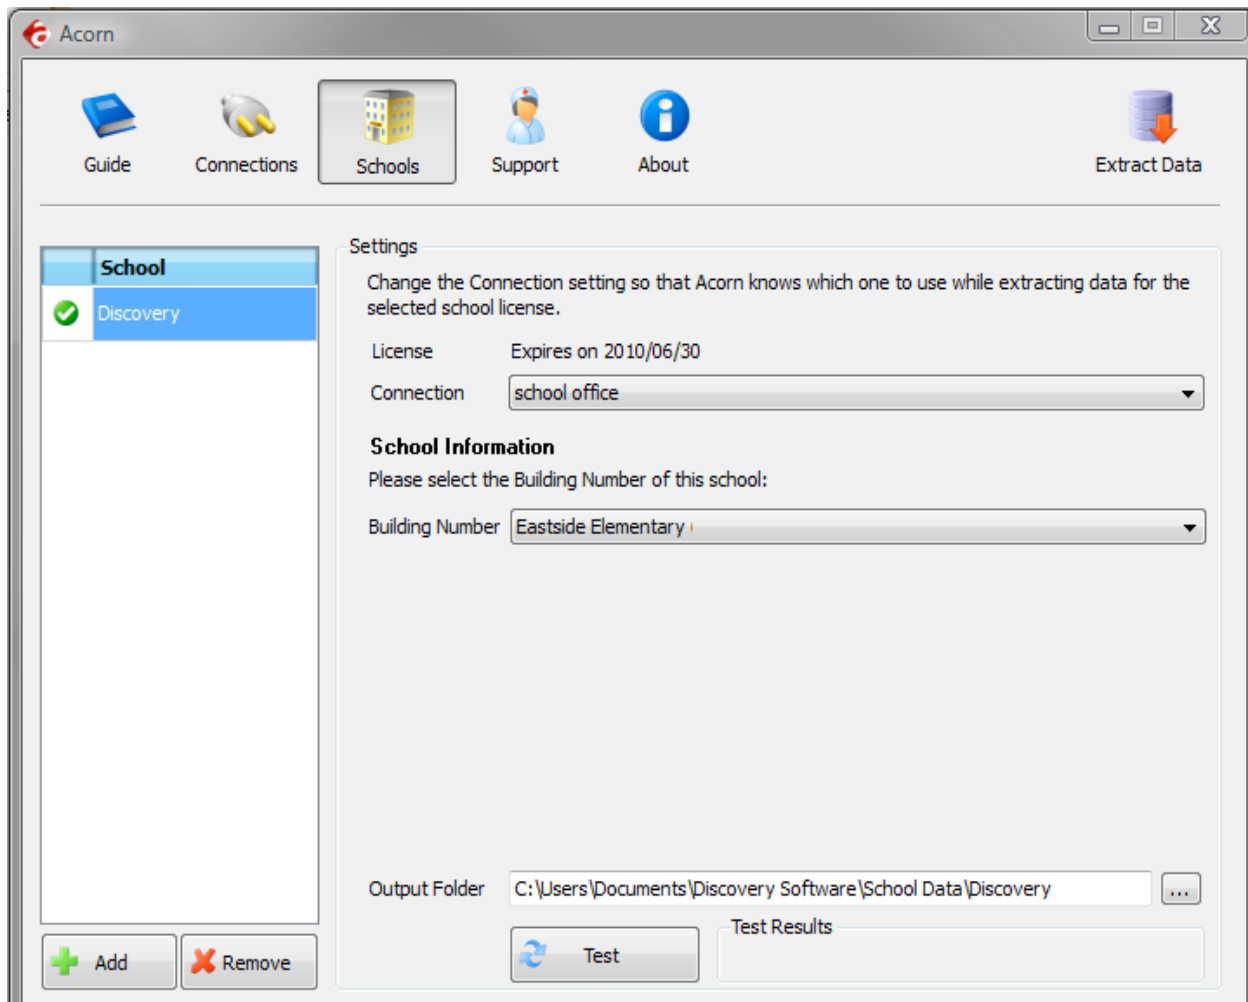 Acorn
Guide
Connections
Schools
Support
About
Extract Data
School
Discovery
Settings
Change the Connection setting so that Acorn knows which one to use while extracting data for the
selected school license.
License Expires on 2010/06/30
Connection school office
School Information
Please select the Building Number of this school:
Building Number Eastside Elementary (
Output Folder C:\Users\Documents\Discovery Software\School Data\Discovery ...
Add
Remove
Test
Test Results